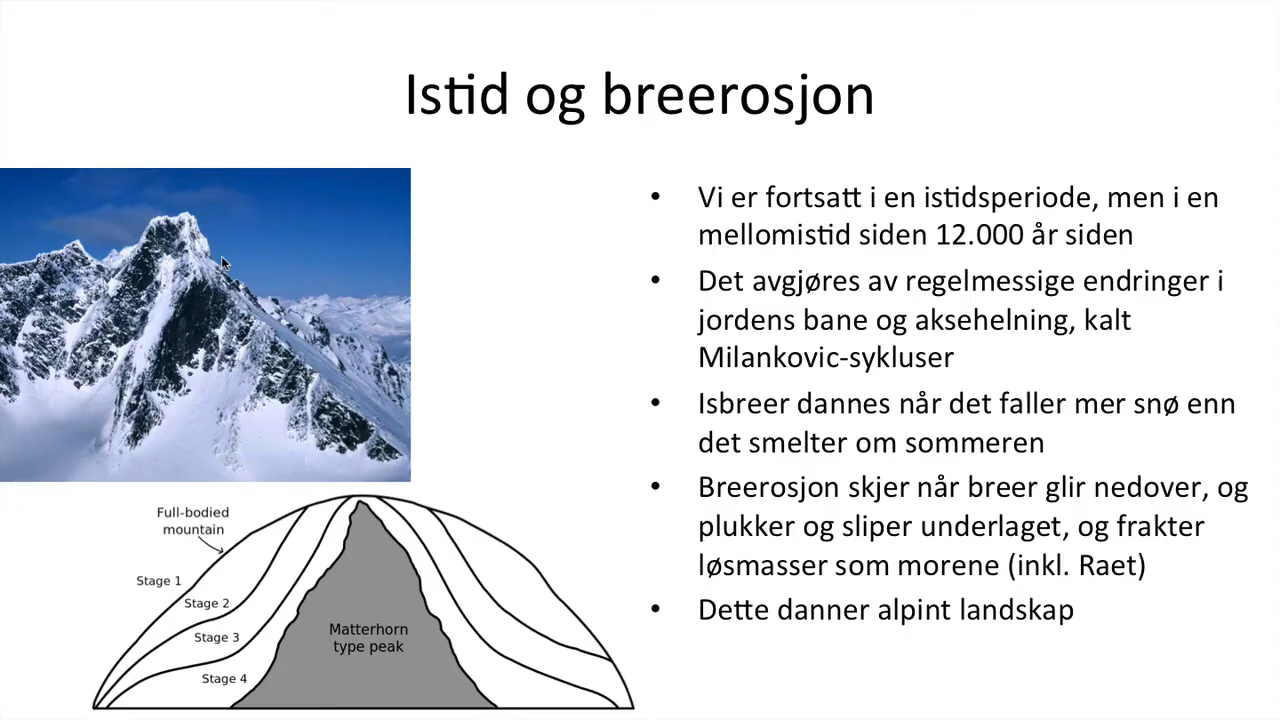 Istid og breerosjon
• Vi er fortsatt i en istidsperiode, men i en
mellomistid siden 12.000 år siden
• Det avgjøres av regelmessige endringer i
jordens bane og aksehelning, kalt
Milankovic-sykluser
• Isbreer dannes når det faller mer snø enn
det smelter om sommeren
• Breerosjon skjer når breer glir nedover, og
plukker og sliper underlaget, og frakter
løsmasser som morene (inkl. Raet)
• Dette danner alpint landskap
Full-bodied
mountain
Stage 1
Stage 2
Stage 3
Stage 4
Matterhorn
type peak